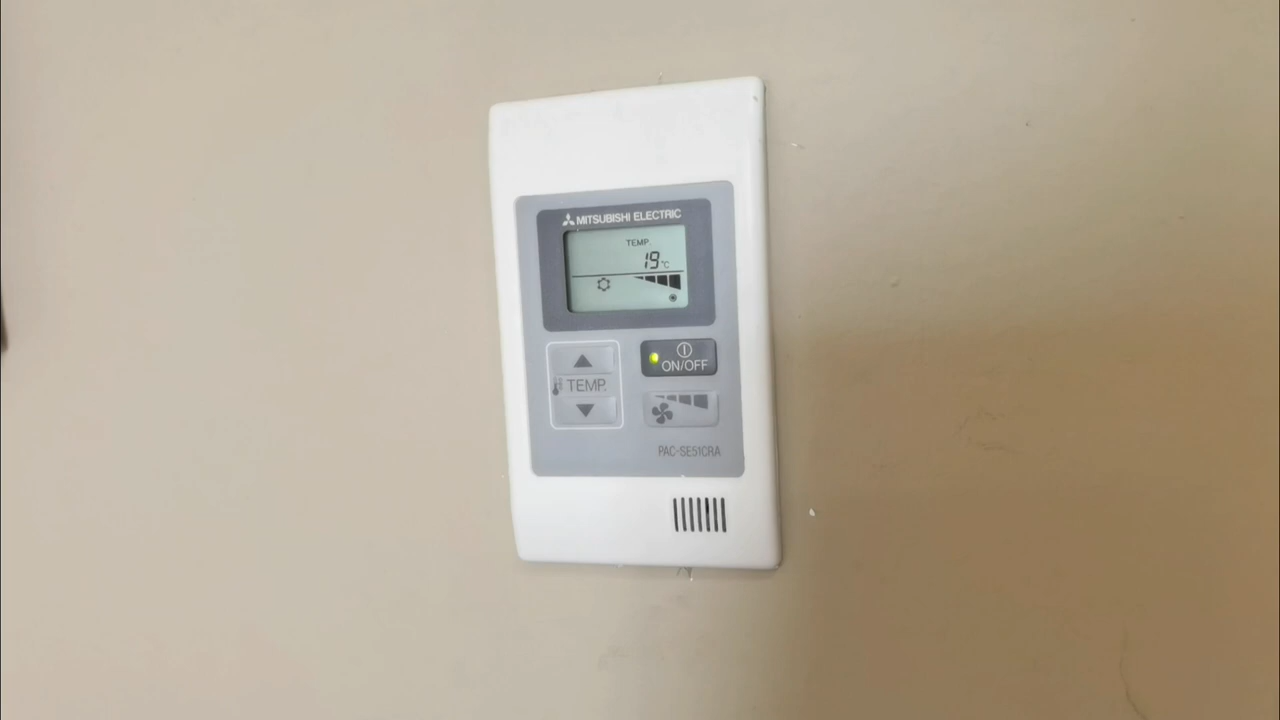 MITSUBISHI ELECTRIC
TEMP.
19°C
ON/OFF
TEMP.
PAC-SE51CRA